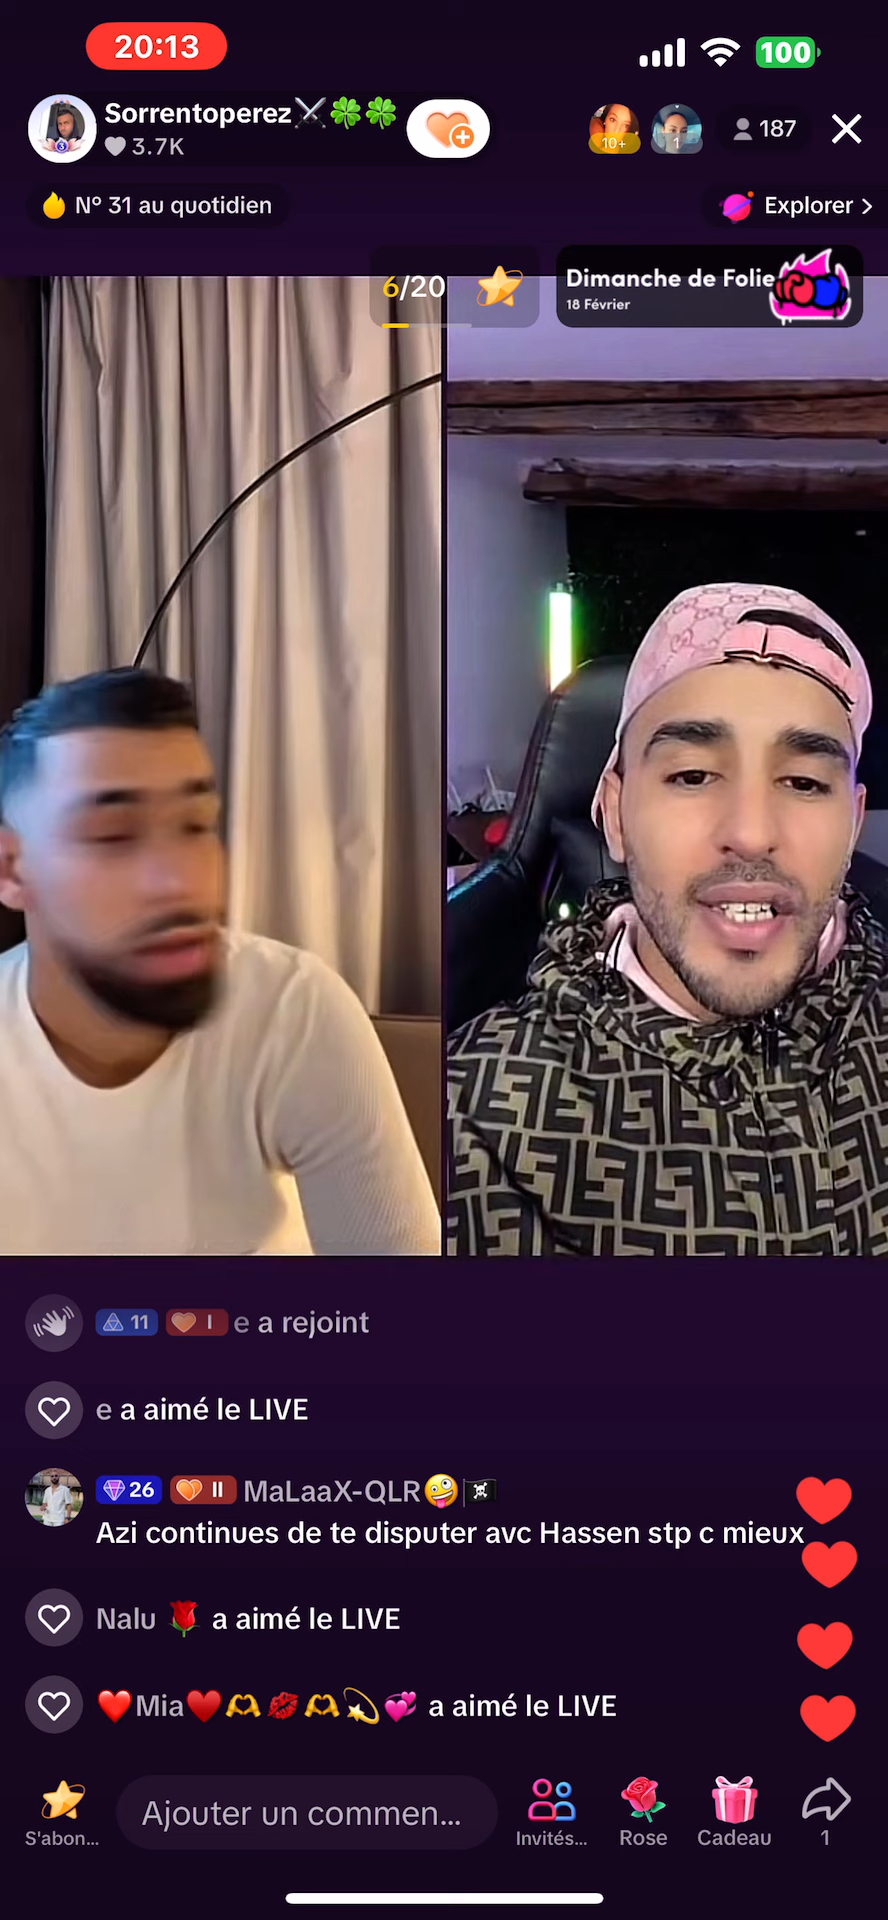 20:13
100
Sorrentoperez⚔️🍀🍀
3.7K
10+
1
187
N° 31 au quotidien
Explorer >
6/20
Dimanche de Folie
18 Février
11 I e a rejoint
e a aimé le LIVE
26 II MaLaaX-QLR🤪🏴‍☠️
Azi continues de te disputer avc Hassen stp c mieux
Nalu 🌹 a aimé le LIVE
❤️Mia❤️🫶💋🫶💫💞 a aimé le LIVE
Ajouter un commen...
S'abon...
Invités...
Rose
Cadeau
1